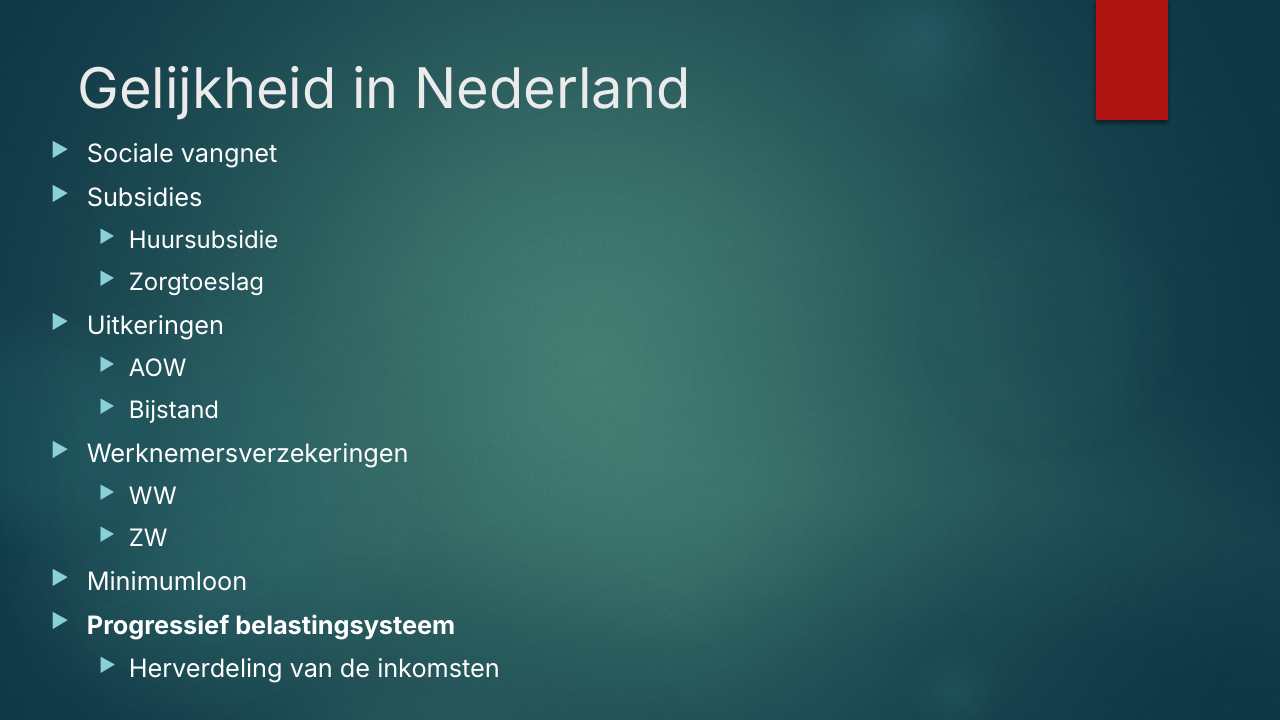 Gelijkheid in Nederland
Sociale vangnet
Subsidies
Huursubsidie
Zorgtoeslag
Uitkeringen
AOW
Bijstand
Werknemersverzekeringen
WW
ZW
Minimumloon
Progressief belastingsysteem
Herverdeling van de inkomsten